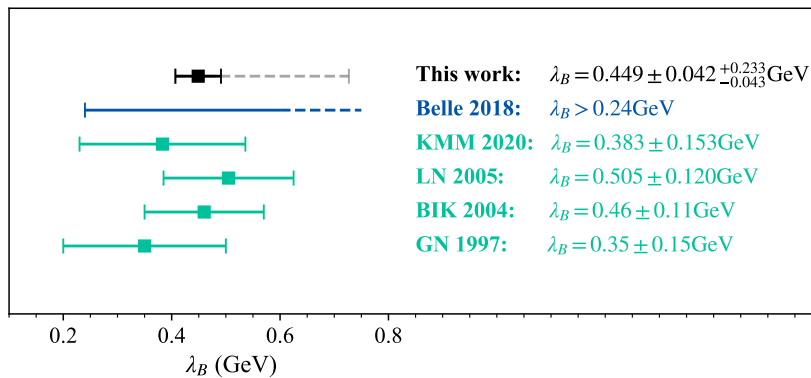 This work: λ_B = 0.449 ± 0.042 +0.233 −0.043 GeV
Belle 2018: λ_B > 0.24GeV
KMM 2020: λ_B = 0.383 ± 0.153GeV
LN 2005: λ_B = 0.505 ± 0.120GeV
BIK 2004: λ_B = 0.46 ± 0.11GeV
GN 1997: λ_B = 0.35 ± 0.15GeV
0.2 0.4 0.6 0.8
λ_B (GeV)